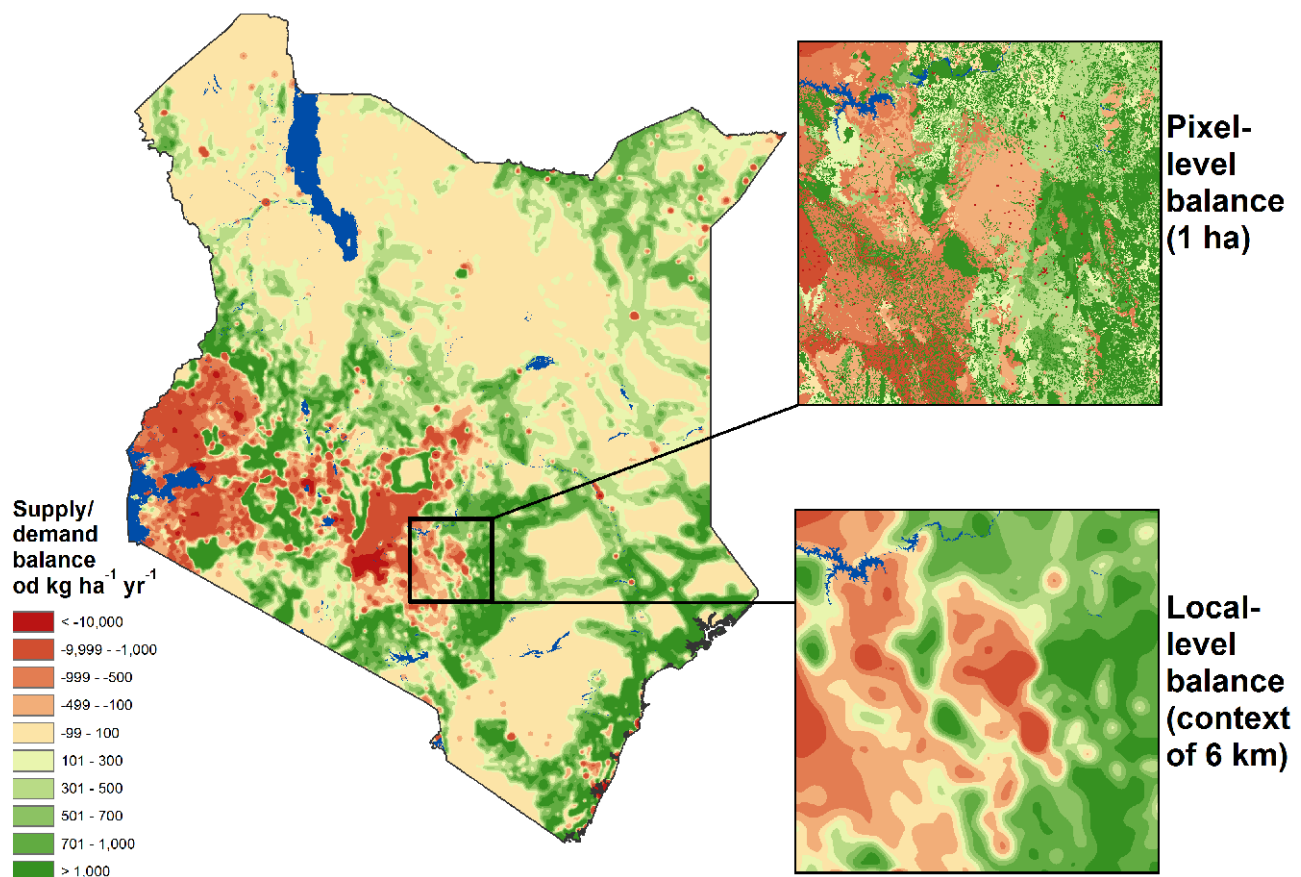 Pixel-
level
balance
(1 ha)
Supply/
demand
balance
od kg ha⁻¹ yr⁻¹
< -10,000
-9,999 - -1,000
-999 - -500
-499 - -100
-99 - 100
101 - 300
301 - 500
501 - 700
701 - 1,000
> 1,000
Local-
level
balance
(context
of 6 km)